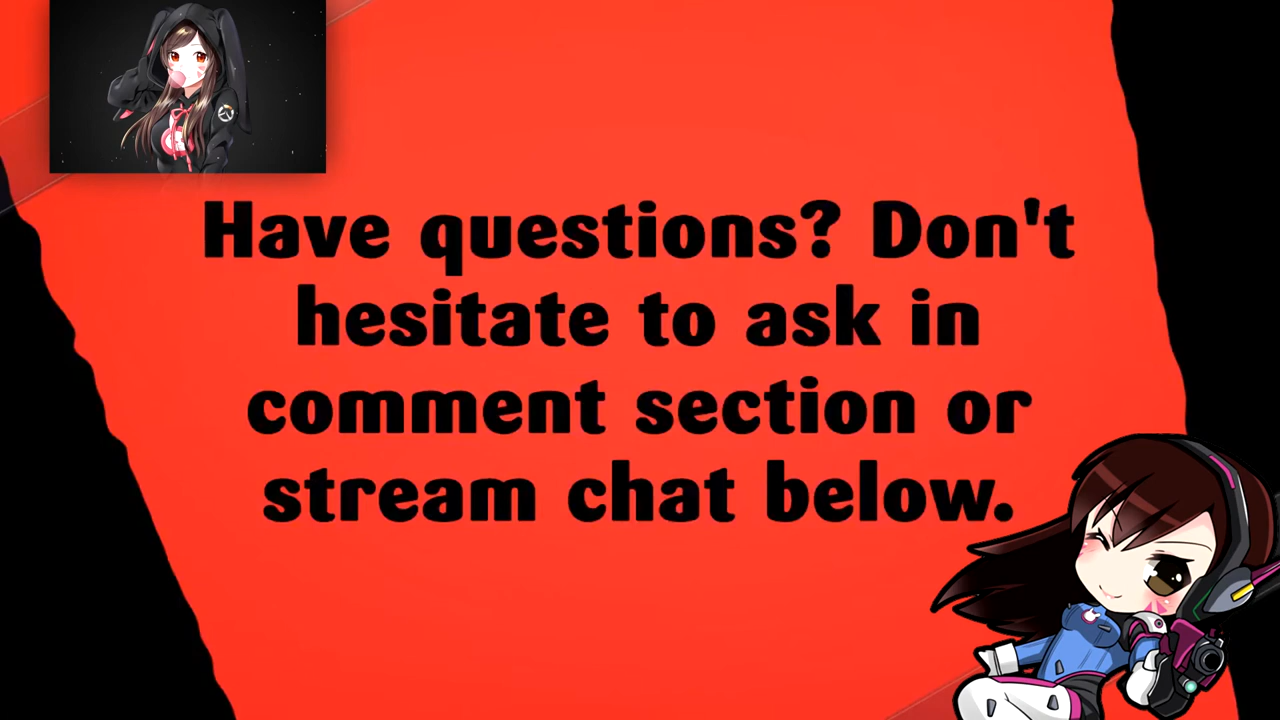 Have questions? Don't
hesitate to ask in
comment section or
stream chat below.